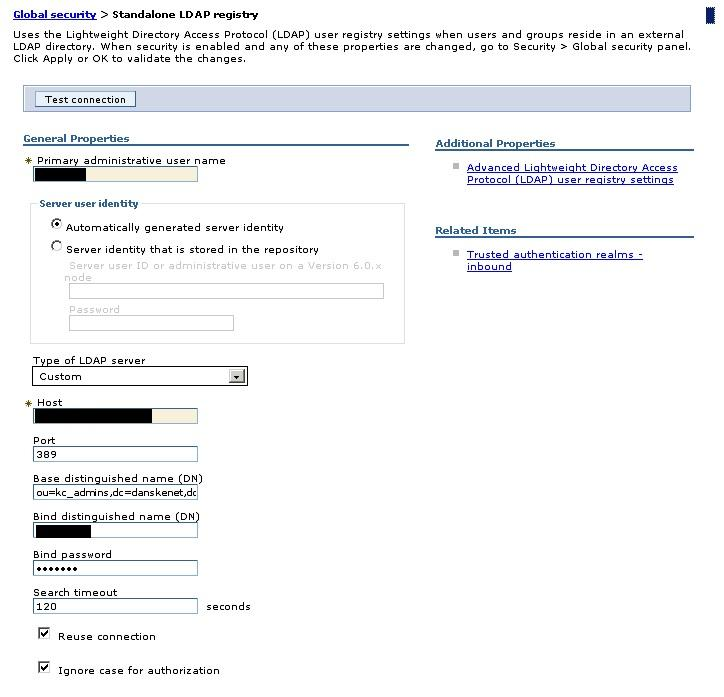 Global security > Standalone LDAP registry
Uses the Lightweight Directory Access Protocol (LDAP) user registry settings when users and groups reside in an external
LDAP directory. When security is enabled and any of these properties are changed, go to Security > Global security panel.
Click Apply or OK to validate the changes.
Test connection
General Properties
* Primary administrative user name
Server user identity
Automatically generated server identity
Server identity that is stored in the repository
Server user ID or administrative user on a Version 6.0.x
node
Password
Type of LDAP server
Custom
* Host
Port
389
Base distinguished name (DN)
ou=kc_admins,dc=danskenet,dc
Bind distinguished name (DN)
Bind password
•••••••
Search timeout
120 seconds
Reuse connection
Ignore case for authorization
Additional Properties
Advanced Lightweight Directory Access
Protocol (LDAP) user registry settings
Related Items
Trusted authentication realms -
inbound